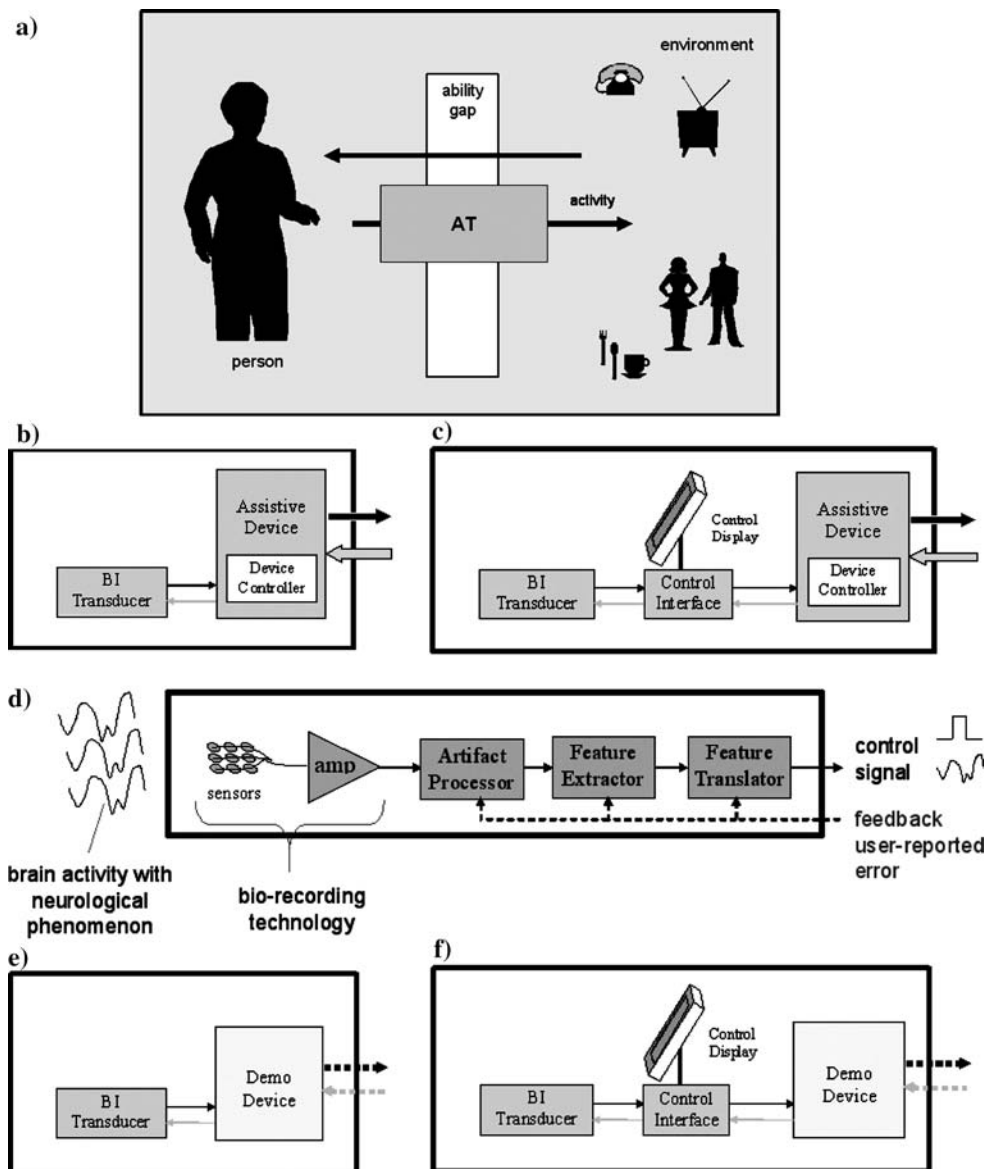 a)
environment
ability
gap
activity
AT
person
b)
Assistive
Device
Device
Controller
BI
Transducer
c)
Control
Display
BI
Transducer
Control
Interface
Assistive
Device
Device
Controller
d)
sensors
amp
Artifact
Processor
Feature
Extractor
Feature
Translator
control
signal
feedback
user-reported
error
brain activity with
neurological
phenomenon
bio-recording
technology
e)
BI
Transducer
Demo
Device
f)
Control
Display
BI
Transducer
Control
Interface
Demo
Device